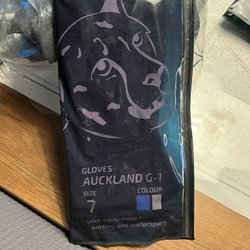 GLOVES
AUCKLAND G-1
SIZE COLOUR
7
your equipment for
karting and motorsport